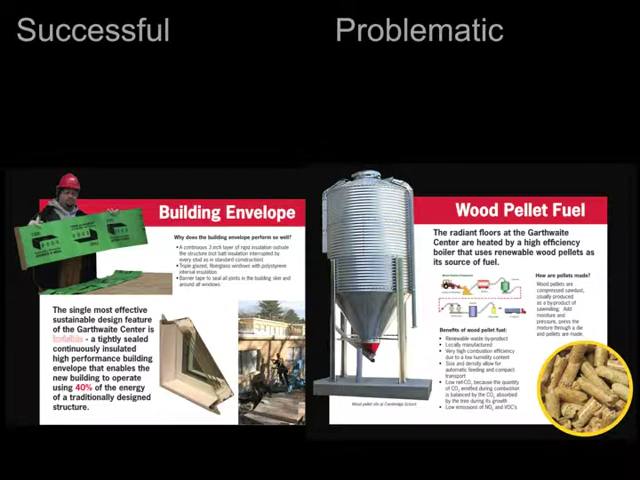 Successful
Problematic
Building Envelope
Why does the building envelope perform so well?
• A continuous 3 inch layer of rigid insulation outside
the structure (not batt insulation interrupted by
every stud as in standard construction)
• Triple glazed, fiberglass windows with polystyrene
internal insulation
• Barrier tape to seal all joints in the building skin and
around all windows
The single most effective
sustainable design feature
of the Garthwaite Center is
invisible - a tightly sealed
continuously insulated
high performance building
envelope that enables the
new building to operate
using 40% of the energy
of a traditionally designed
structure.
Wood Pellet Fuel
The radiant floors at the Garthwaite
Center are heated by a high efficiency
boiler that uses renewable wood pellets as
its source of fuel.
How are pellets made?
Wood pellets are
compressed sawdust,
usually produced
as a by-product of
sawmilling. Add
moisture and
pressure, press the
mixture through a die
and pellets are made.
Benefits of wood pellet fuel:
• Renewable waste by-product
• Locally manufactured
• Very high combustion efficiency
due to a low humidity content
• Size and density allow for
automatic feeding and compact
transport
• Low net-CO2, because the quantity
of CO2 emitted during combustion
is balanced by the CO2 absorbed
by the tree during its growth
• Low emissions of NOx and VOC's
Wood pellet silo at Cambridge School